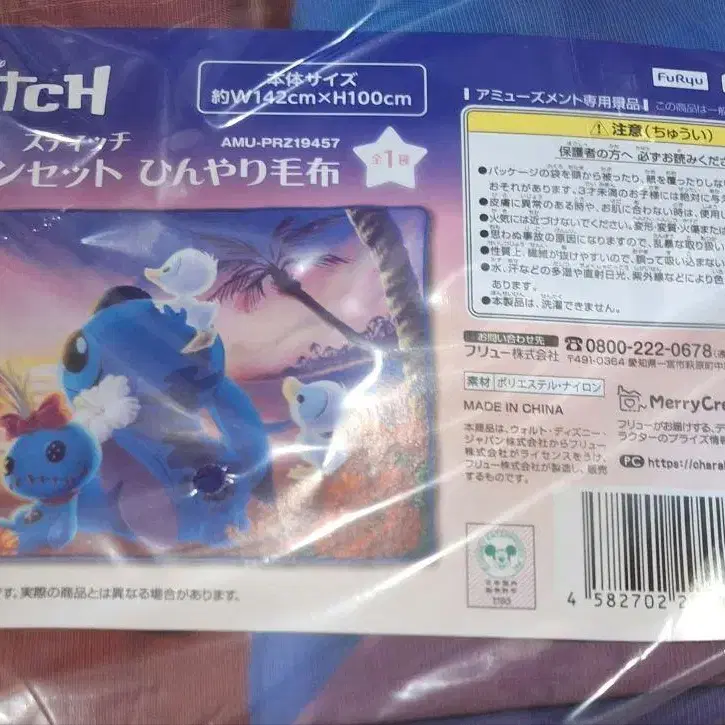 本体サイズ
約W142cm×H100cm
スティッチ
AMU-PRZ19457
ンセット ひんやり毛布
全1種
FuRyu
アミューズメント専用景品
この商品は一般
注意(ちゅうい)
保護者の方へ 必ずお読みくださ
●パッケージの袋を頭から被ったり、顔を覆ったりしな
おそれがあります。3才未満のお子様には絶対に与え
●皮膚に異常のある時や、お肌に合わない時は、使用
●火気には近づけないでください。変形・変質・火傷または
●思わぬ事故の原因になりますので、乱暴な取り扱い
●性質上、繊維が抜けやすいので、誤って吸い込まない
●水、汗などの多湿や直射日光、紫外線などにより色
●本製品は、洗濯できません。
お問い合わせ先
フリュー株式会社
0800-222-0678
〒491-0364 愛知県一宮市萩原町中
素材 ポリエステル・ナイロン
MADE IN CHINA
本商品は、ウォルト・ディズニー・
ジャパン株式会社からフリュー
株式会社がライセンスをうけ、
フリュー株式会社が製造し、販売
するものです。
MerryCre
フリューがお届けする、デ
ラクターのプライズ情報
PC https://chara
4 582702 2
です。実際の商品とは異なる場合があります。